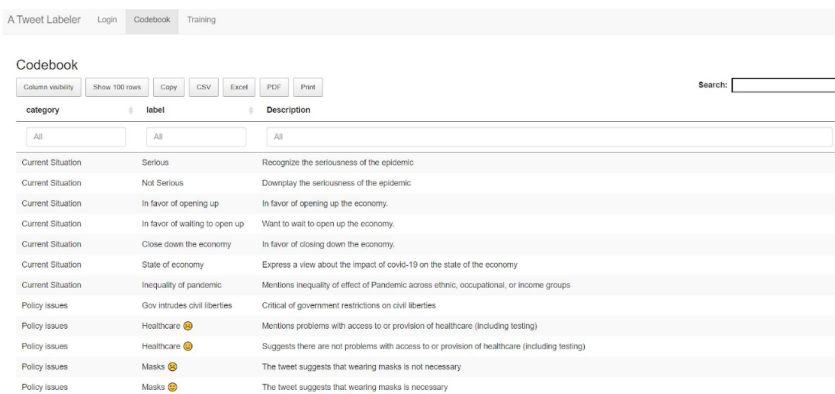 A Tweet Labeler Login Codebook Training
Codebook
Column visibility Show 100 rows Copy CSV Excel PDF Print Search:
category label Description
All All All
Current Situation Serious Recognize the seriousness of the epidemic
Current Situation Not Serious Downplay the seriousness of the epidemic
Current Situation In favor of opening up In favor of opening up the economy.
Current Situation In favor of waiting to open up Want to wait to open up the economy.
Current Situation Close down the economy In favor of closing down the economy.
Current Situation State of economy Express a view about the impact of covid-19 on the state of the economy
Current Situation Inequality of pandemic Mentions inequality of effect of Pandemic across ethnic, occupational, or income groups
Policy issues Gov intrudes civil liberties Critical of government restrictions on civil liberties
Policy issues Healthcare ☹ Mentions problems with access to or provision of healthcare (including testing)
Policy issues Healthcare 🙂 Suggests there are not problems with access to or provision of healthcare (including testing)
Policy issues Masks ☹ The tweet suggests that wearing masks is not necessary
Policy issues Masks 🙂 The tweet suggests that wearing masks is necessary